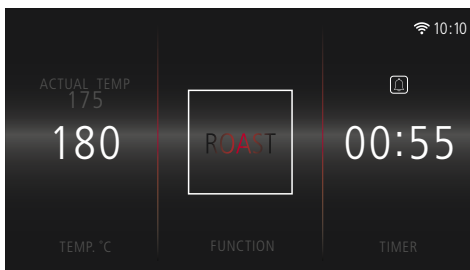 10:10
ACTUAL TEMP
175
180
ROAST
00:55
TEMP. °C
FUNCTION
TIMER